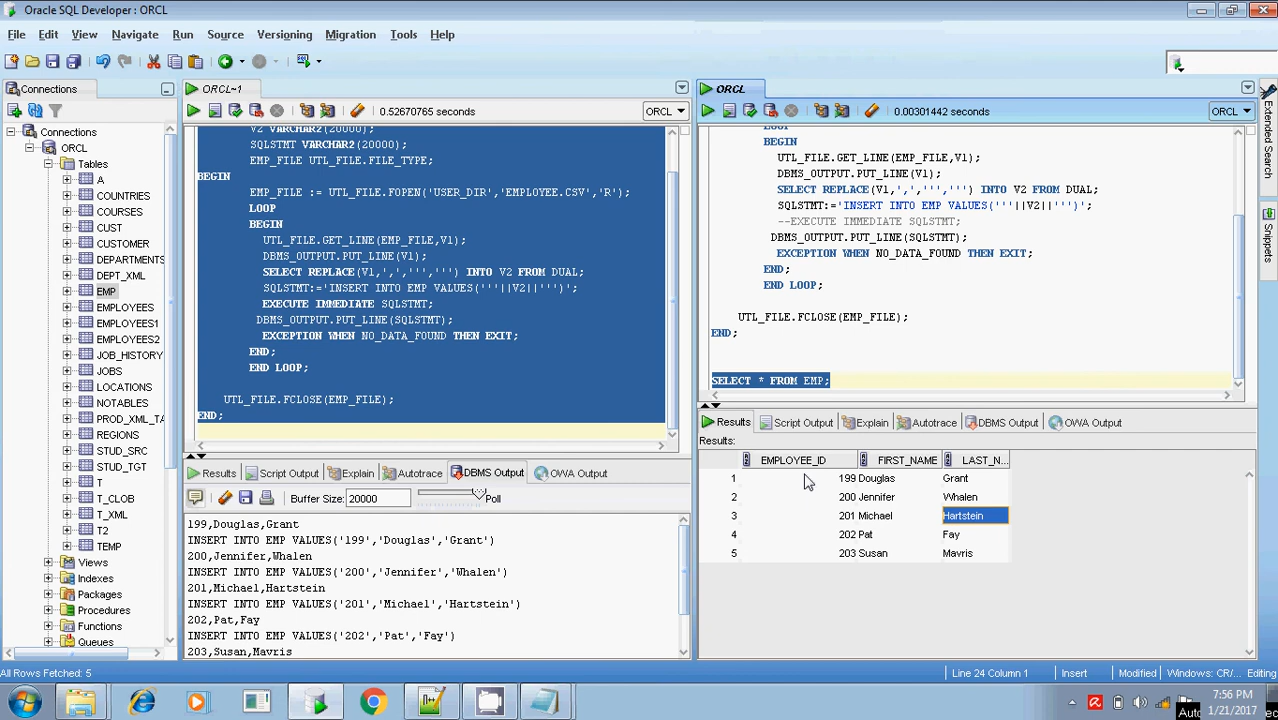 Oracle SQL Developer: ORCL
File Edit View Navigate Run Source Versioning Migration Tools Help
Connections
Connections
ORCL
Tables
A
COUNTRIES
COURSES
CUST
CUSTOMER
DEPARTMENTS
DEPT_XML
EMP
EMPLOYEES
EMPLOYEES1
EMPLOYEES2
JOB_HISTORY
JOBS
LOCATIONS
NOTABLES
PROD_XML_TA
REGIONS
STUD_SRC
STUD_TGT
T
T_CLOB
T_XML
T2
TEMP
Views
Indexes
Packages
Procedures
Functions
Queues
ORCL~1
0.52670765 seconds
ORCL
V2 VARCHAR2(20000);
SQLSTMT VARCHAR2(20000);
EMP_FILE UTL_FILE.FILE_TYPE;
BEGIN
EMP_FILE := UTL_FILE.FOPEN('USER_DIR','EMPLOYEE.CSV','R');
LOOP
BEGIN
UTL_FILE.GET_LINE(EMP_FILE,V1);
DBMS_OUTPUT.PUT_LINE(V1);
SELECT REPLACE(V1,',',''',''') INTO V2 FROM DUAL;
SQLSTMT:='INSERT INTO EMP VALUES('''||V2||''')';
EXECUTE IMMEDIATE SQLSTMT;
DBMS_OUTPUT.PUT_LINE(SQLSTMT);
EXCEPTION WHEN NO_DATA_FOUND THEN EXIT;
END;
END LOOP;
UTL_FILE.FCLOSE(EMP_FILE);
END;
Results Script Output Explain Autotrace DBMS Output OWA Output
Buffer Size: 20000 Poll
199,Douglas,Grant
INSERT INTO EMP VALUES('199','Douglas','Grant')
200,Jennifer,Whalen
INSERT INTO EMP VALUES('200','Jennifer','Whalen')
201,Michael,Hartstein
INSERT INTO EMP VALUES('201','Michael','Hartstein')
202,Pat,Fay
INSERT INTO EMP VALUES('202','Pat','Fay')
203,Susan,Mavris
ORCL
0.00301442 seconds
ORCL
LOOP
BEGIN
UTL_FILE.GET_LINE(EMP_FILE,V1);
DBMS_OUTPUT.PUT_LINE(V1);
SELECT REPLACE(V1,',',''',''') INTO V2 FROM DUAL;
SQLSTMT:='INSERT INTO EMP VALUES('''||V2||''')';
--EXECUTE IMMEDIATE SQLSTMT;
DBMS_OUTPUT.PUT_LINE(SQLSTMT);
EXCEPTION WHEN NO_DATA_FOUND THEN EXIT;
END;
END LOOP;
UTL_FILE.FCLOSE(EMP_FILE);
END;
SELECT * FROM EMP;
Results Script Output Explain Autotrace DBMS Output OWA Output
Results:
EMPLOYEE_ID FIRST_NAME LAST_N...
1 199 Douglas Grant
2 200 Jennifer Whalen
3 201 Michael Hartstein
4 202 Pat Fay
5 203 Susan Mavris
Extended Search
Snippets
All Rows Fetched: 5
Line 24 Column 1 Insert Modified Windows: CR/... Editing
7:56 PM
1/21/2017